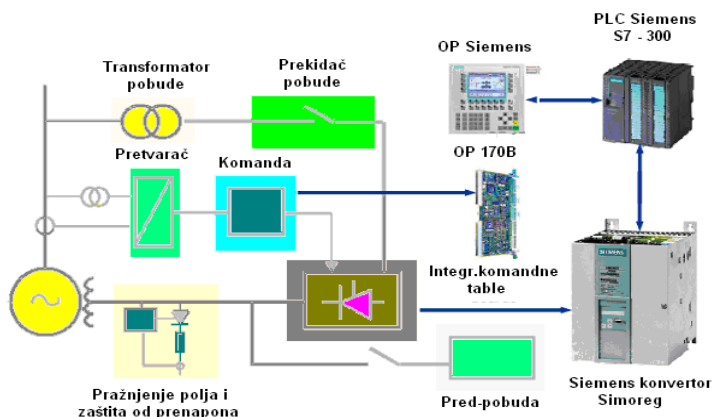 PLC Siemens
S7 - 300
OP Siemens
Transformator
pobude
Prekidač
pobude
Pretvarač
Komanda
OP 170B
Integr.komandne
table
Pražnjenje polja i
zaštita od prenapona
Pred-pobuda
Siemens konvertor
Simoreg
SIEMENS